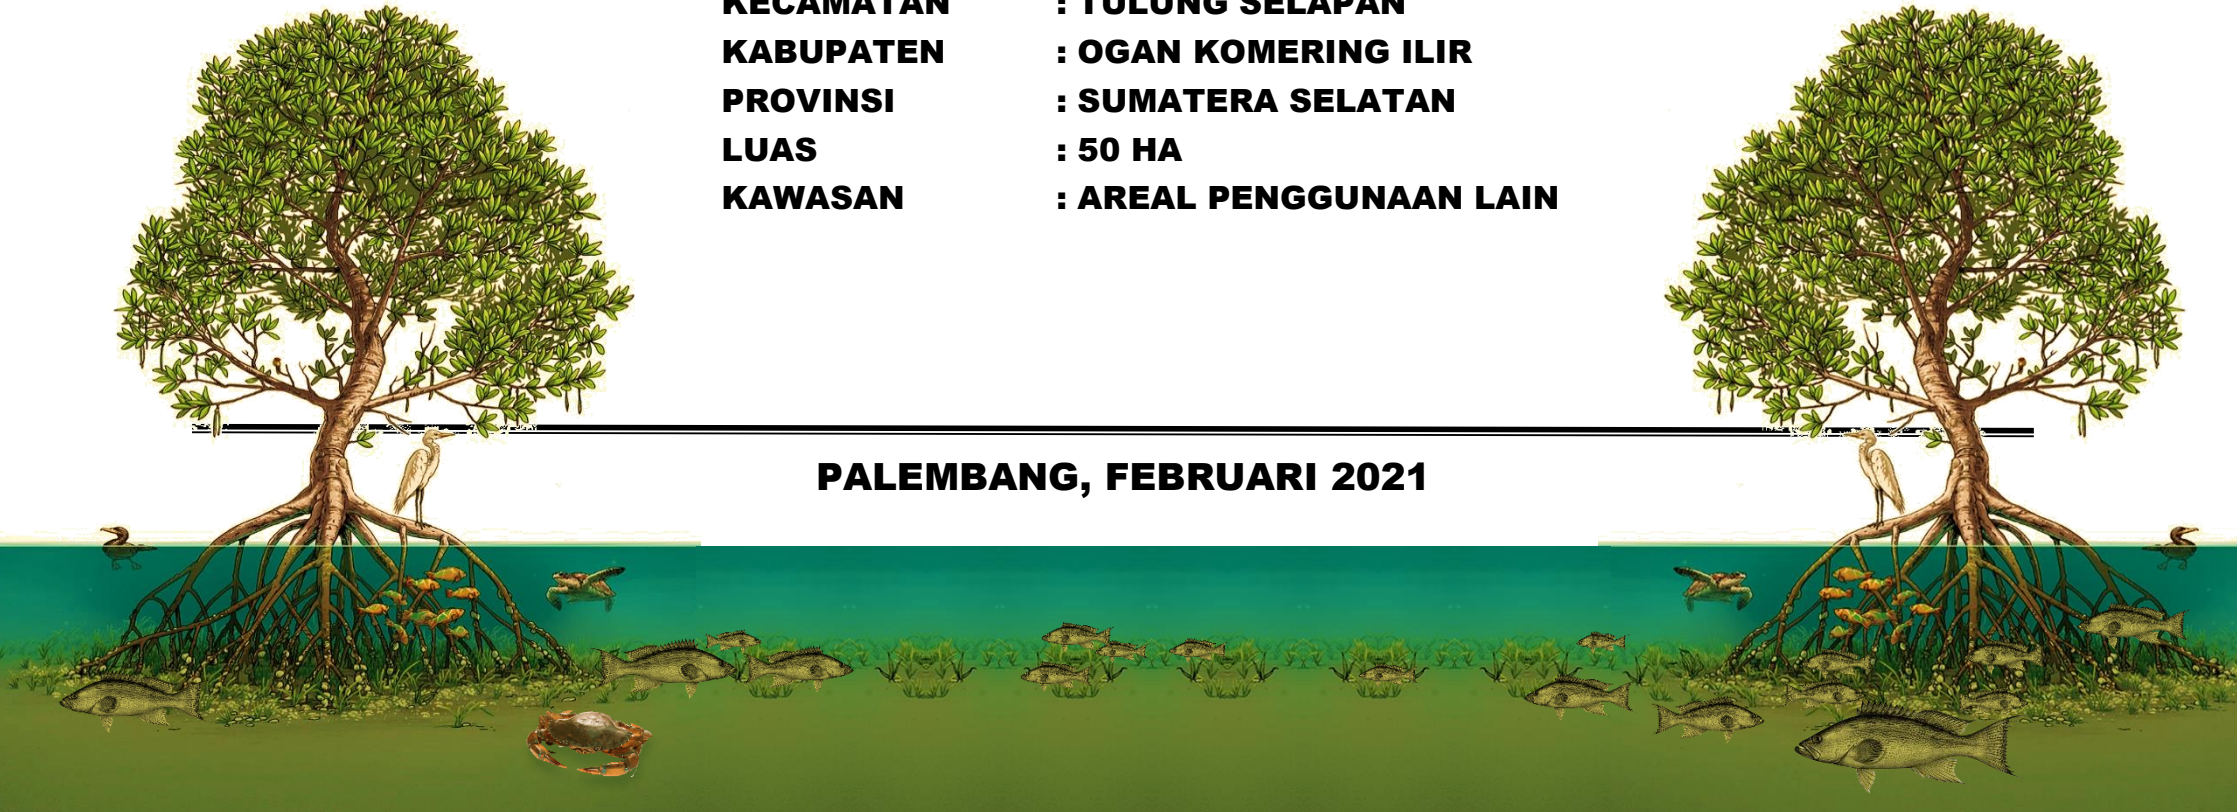 KECAMATAN : TULUNG SELAPAN
KABUPATEN : OGAN KOMERING ILIR
PROVINSI : SUMATERA SELATAN
LUAS : 50 HA
KAWASAN : AREAL PENGGUNAAN LAIN
PALEMBANG, FEBRUARI 2021